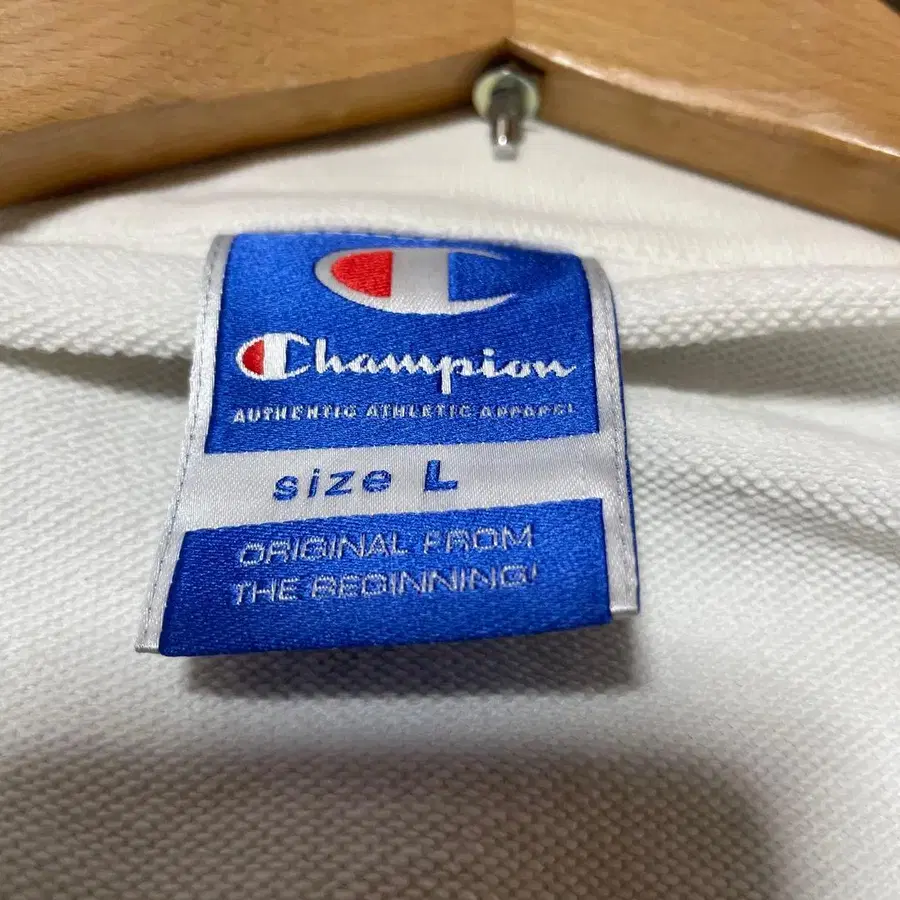 Champion
AUTHENTIC ATHLETIC APPAREL
size L
ORIGINAL FROM
THE BEGINNING!